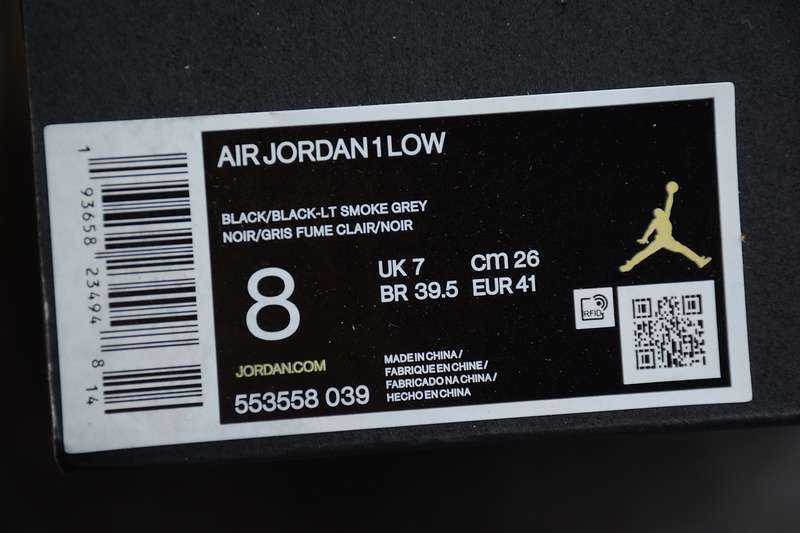 AIR JORDAN 1 LOW
BLACK/BLACK-LT SMOKE GREY
NOIR/GRIS FUME CLAIR/NOIR
8
UK 7 cm 26
BR 39.5 EUR 41
JORDAN.COM
553558 039
MADE IN CHINA /
FABRIQUE EN CHINE /
FABRICADO NA CHINA /
HECHO EN CHINA
RFID
1 93658 23494 8 14